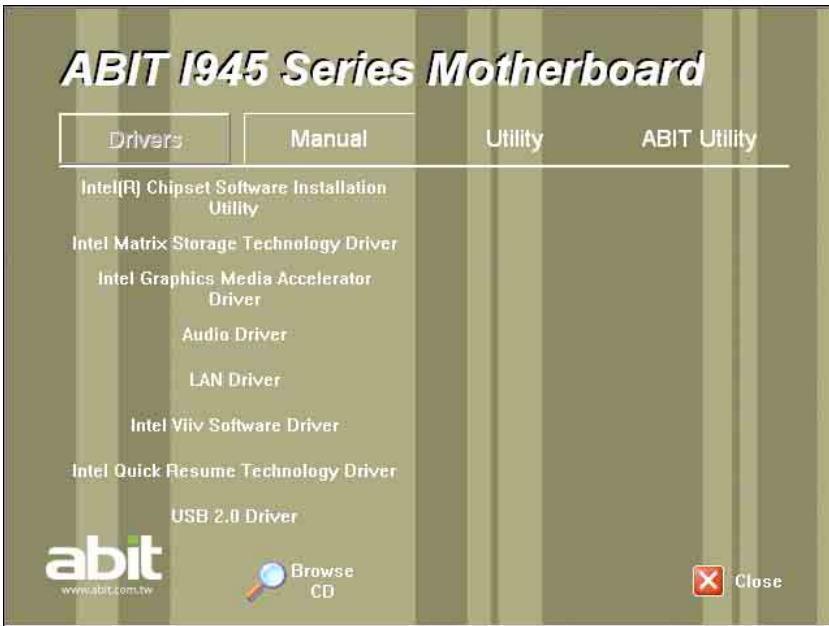 ABIT I945 Series Motherboard
Drivers Manual Utility ABIT Utility
Intel(R) Chipset Software Installation
Utility
Intel Matrix Storage Technology Driver
Intel Graphics Media Accelerator
Driver
Audio Driver
LAN Driver
Intel Viiv Software Driver
Intel Quick Resume Technology Driver
USB 2.0 Driver
abit
www.abit.com.tw
Browse
CD
Close